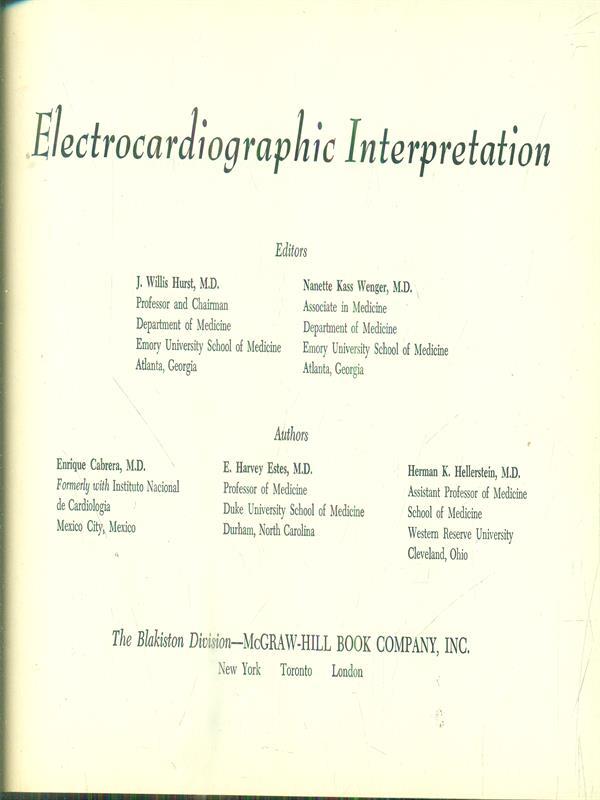 Electrocardiographic Interpretation
Editors
J. Willis Hurst, M.D.
Professor and Chairman
Department of Medicine
Emory University School of Medicine
Atlanta, Georgia
Nanette Kass Wenger, M.D.
Associate in Medicine
Department of Medicine
Emory University School of Medicine
Atlanta, Georgia
Authors
Enrique Cabrera, M.D.
Formerly with Instituto Nacional
de Cardiologia
Mexico City, Mexico
E. Harvey Estes, M.D.
Professor of Medicine
Duke University School of Medicine
Durham, North Carolina
Herman K. Hellerstein, M.D.
Assistant Professor of Medicine
School of Medicine
Western Reserve University
Cleveland, Ohio
The Blakiston Division—McGRAW-HILL BOOK COMPANY, INC.
New York Toronto London